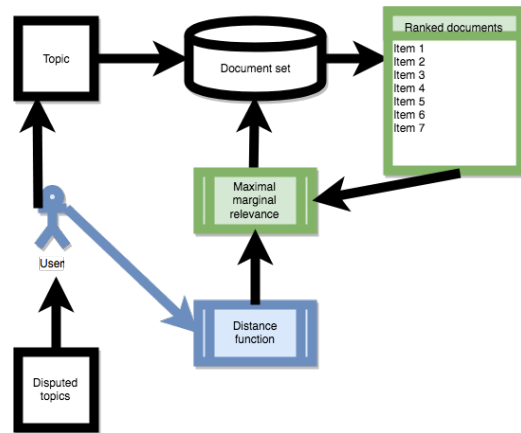 Topic
Document set
Ranked documents
Item 1
Item 2
Item 3
Item 4
Item 5
Item 6
Item 7
Maximal
marginal
relevance
User
Distance
function
Disputed
topics